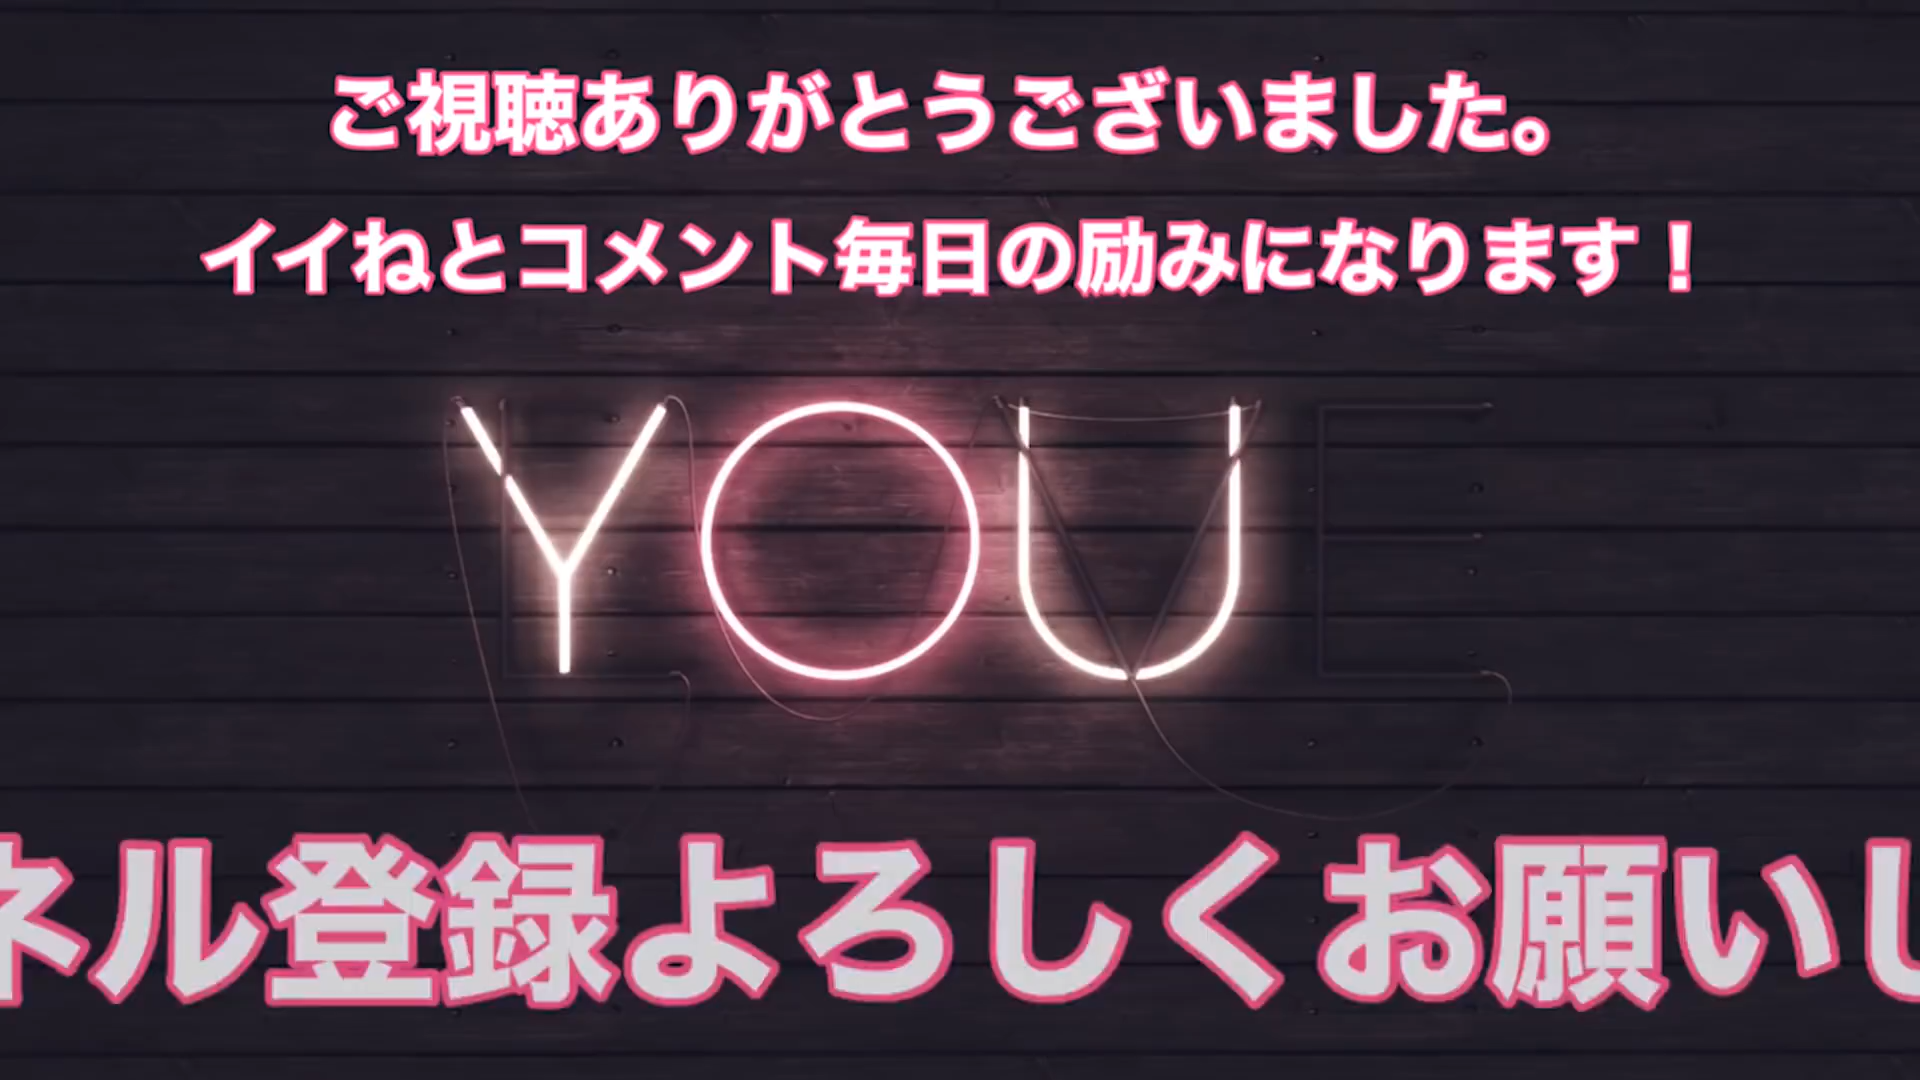 ご視聴ありがとうございました。
イイねとコメント毎日の励みになります！
YOU
ネル登録よろしくお願いし